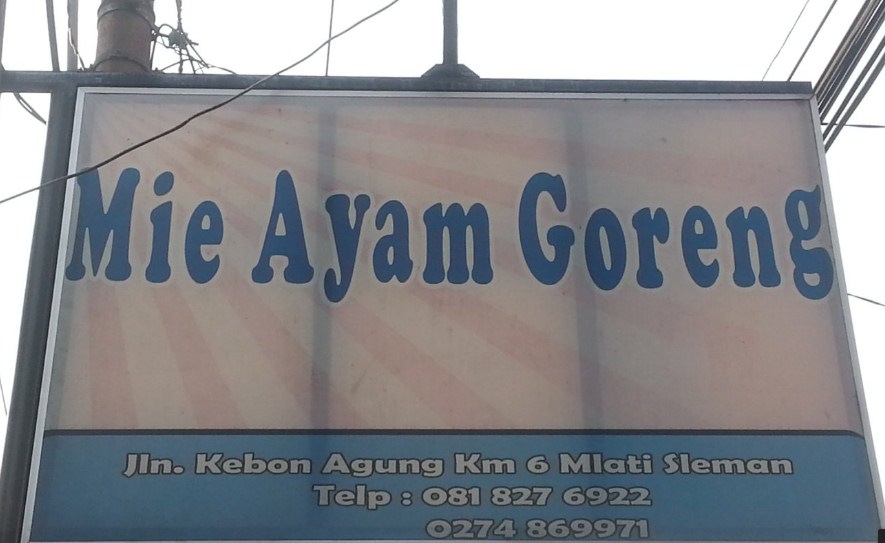 Mie Ayam Goreng
Jln. Kebon Agung Km 6 Mlati Sleman
Telp : 081 827 6922
0274 869971